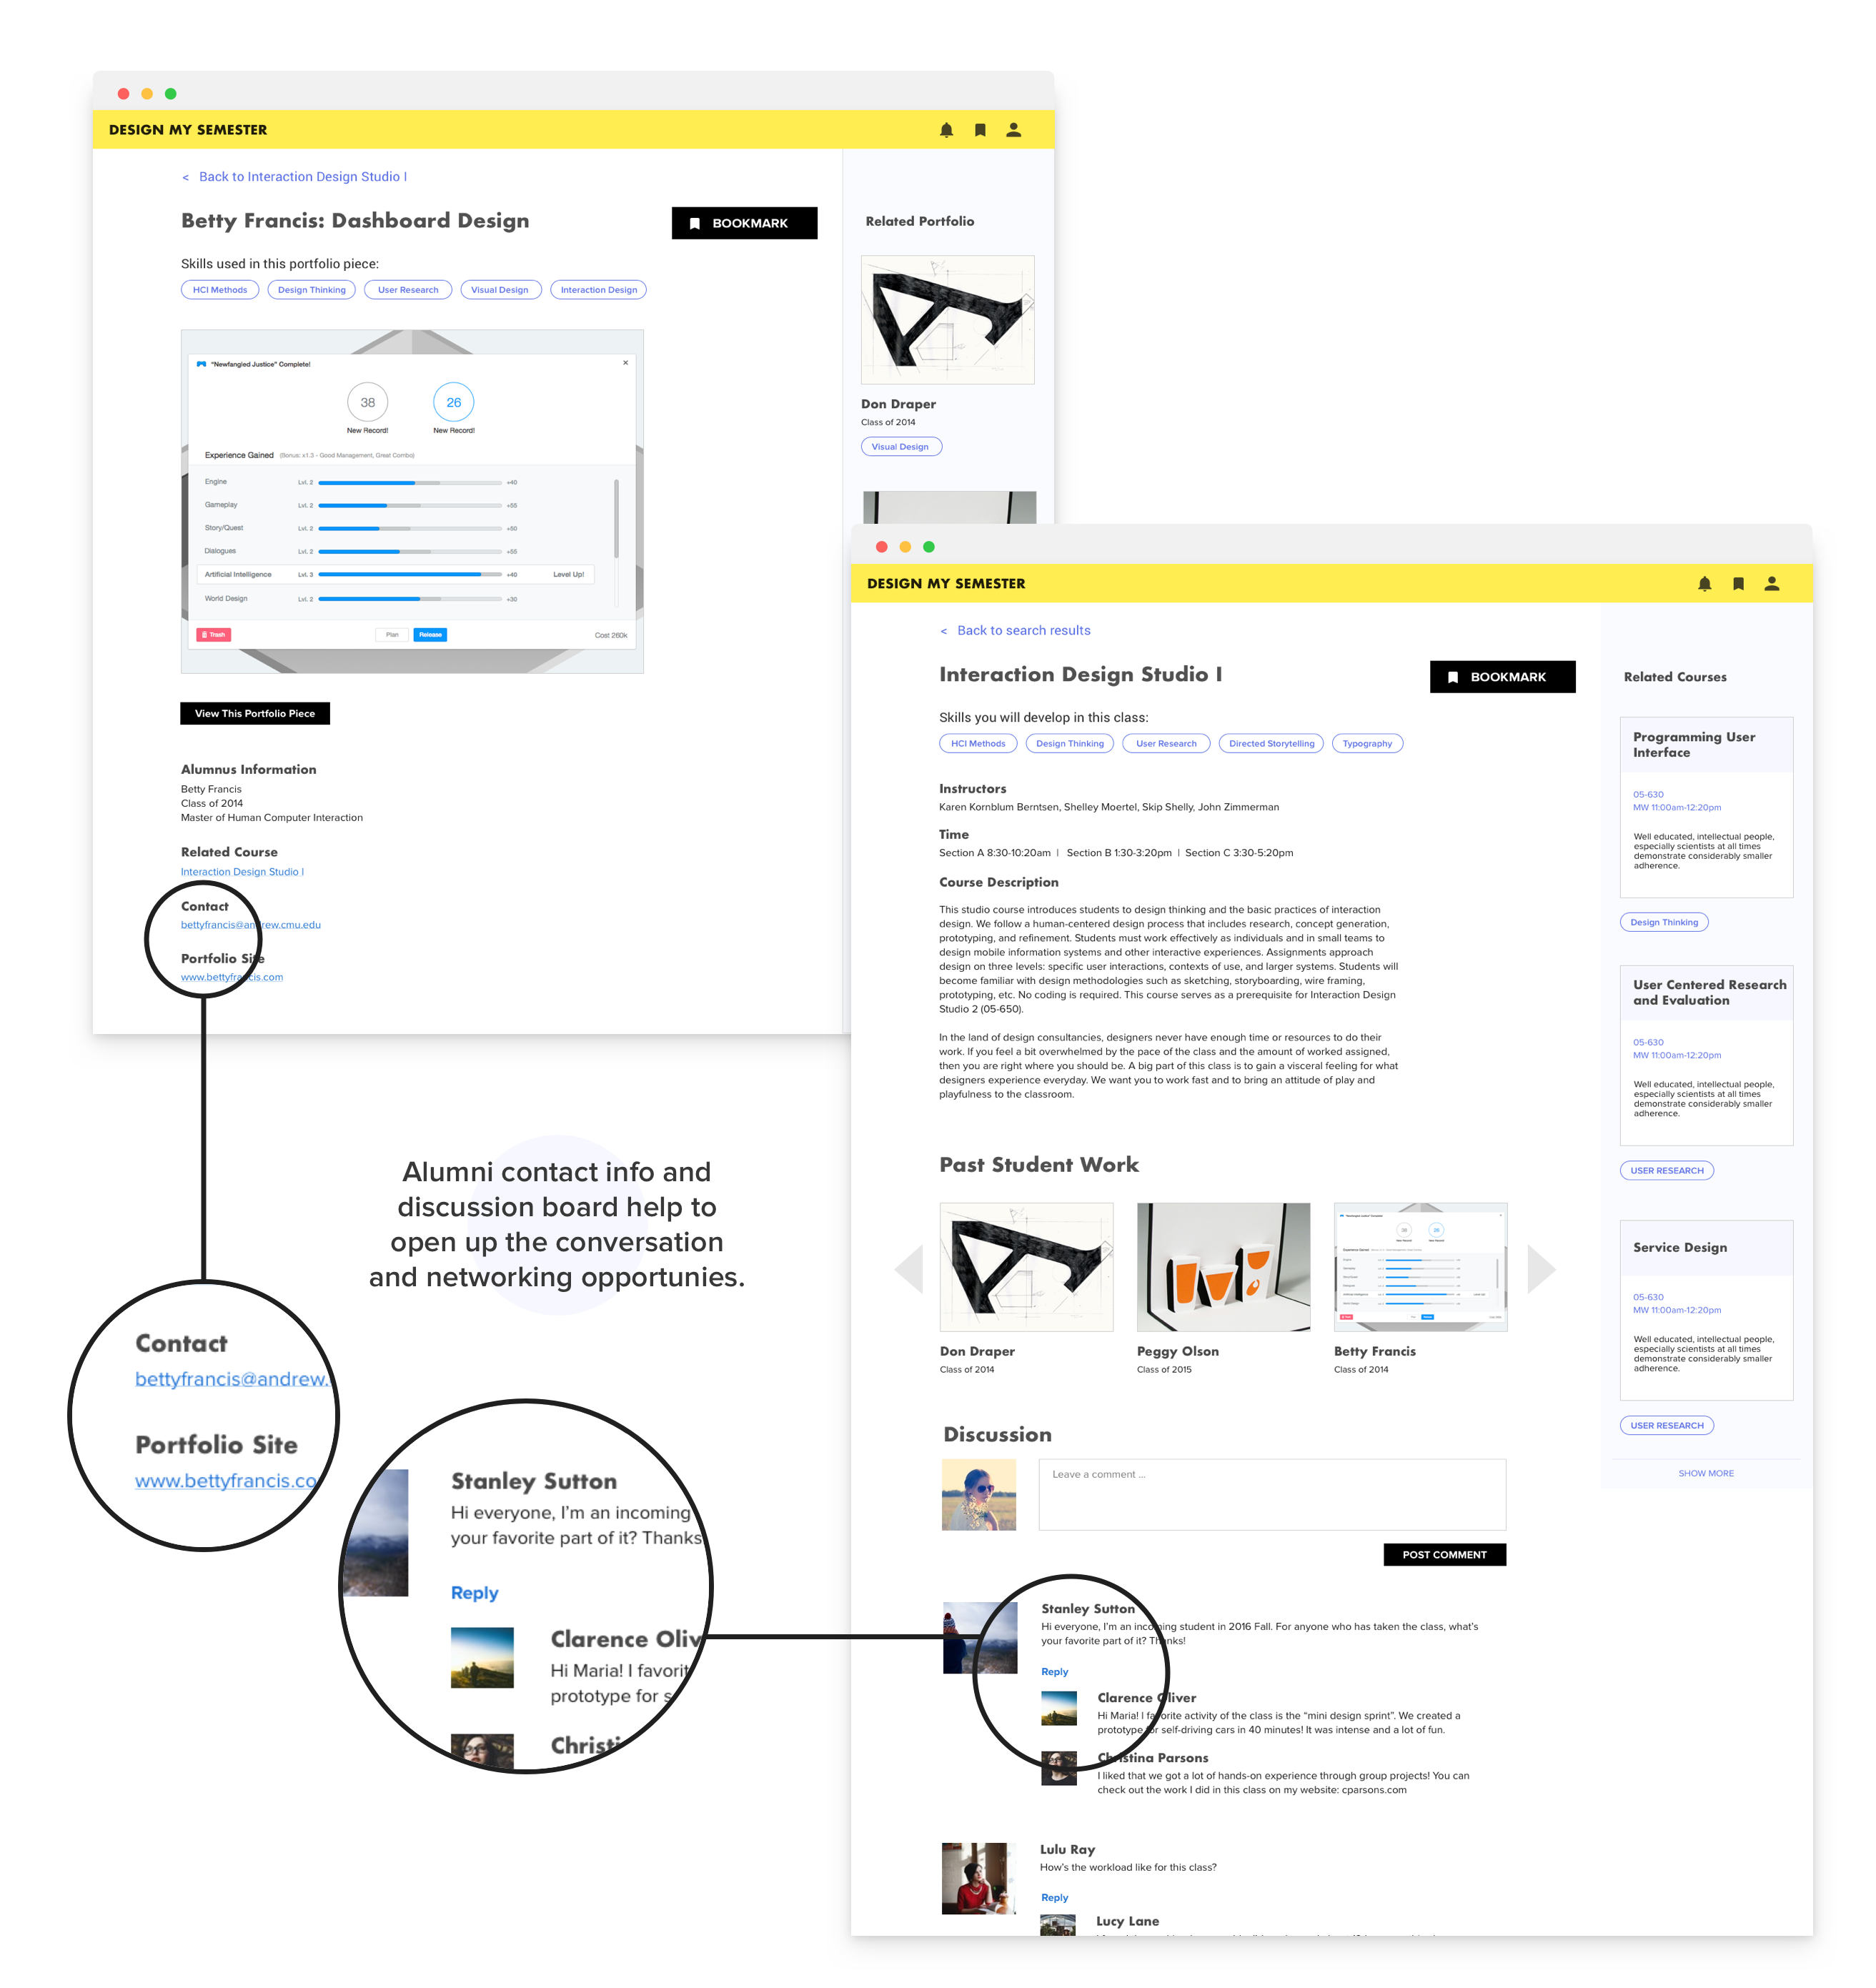 DESIGN MY SEMESTER
< Back to Interaction Design Studio I
Betty Francis: Dashboard Design
BOOKMARK
Skills used in this portfolio piece:
HCI Methods
Design Thinking
User Research
Visual Design
Interaction Design
"Newfangled Justice" Complete!
38
26
New Record!
New Record!
Experience Gained (Bonus: x1.3 - Good Management, Great Combo)
Engine Lvl. 2 +40
Gameplay Lvl. 2 +55
Story/Quest Lvl. 2 +50
Dialogues Lvl. 2 +55
Artificial Intelligence Lvl. 3 +40 Level Up!
World Design Lvl. 2 +30
Trash
Plan
Release
Cost 260k
View This Portfolio Piece
Alumnus Information
Betty Francis
Class of 2014
Master of Human Computer Interaction
Related Course
Interaction Design Studio I
Contact
bettyfrancis@andrew.cmu.edu
Portfolio Site
www.bettyfrancis.com
Related Portfolio
Don Draper
Class of 2014
Visual Design
Alumni contact info and
discussion board help to
open up the conversation
and networking opportunies.
Contact
bettyfrancis@andrew.
Portfolio Site
www.bettyfrancis.co
Stanley Sutton
Hi everyone, I'm an incoming
your favorite part of it? Thanks
Reply
Clarence Oliv
Hi Maria! I favorit
prototype for s
Christi
DESIGN MY SEMESTER
< Back to search results
Interaction Design Studio I
BOOKMARK
Skills you will develop in this class:
HCI Methods
Design Thinking
User Research
Directed Storytelling
Typography
Instructors
Karen Kornblum Berntsen, Shelley Moertel, Skip Shelly, John Zimmerman
Time
Section A 8:30-10:20am | Section B 1:30-3:20pm | Section C 3:30-5:20pm
Course Description
This studio course introduces students to design thinking and the basic practices of interaction
design. We follow a human-centered design process that includes research, concept generation,
prototyping, and refinement. Students must work effectively as individuals and in small teams to
design mobile information systems and other interactive experiences. Assignments approach
design on three levels: specific user interactions, contexts of use, and larger systems. Students will
become familiar with design methodologies such as sketching, storyboarding, wire framing,
prototyping, etc. No coding is required. This course serves as a prerequisite for Interaction Design
Studio 2 (05-650).
In the land of design consultancies, designers never have enough time or resources to do their
work. If you feel a bit overwhelmed by the pace of the class and the amount of worked assigned,
then you are right where you should be. A big part of this class is to gain a visceral feeling for what
designers experience everyday. We want you to work fast and to bring an attitude of play and
playfulness to the classroom.
Past Student Work
Don Draper
Class of 2014
Peggy Olson
Class of 2015
Betty Francis
Class of 2014
Discussion
Leave a comment ...
POST COMMENT
Stanley Sutton
Hi everyone, I'm an incoming student in 2016 Fall. For anyone who has taken the class, what's
your favorite part of it? Thanks!
Reply
Clarence Oliver
Hi Maria! I favorite activity of the class is the "mini design sprint". We created a
prototype for self-driving cars in 40 minutes! It was intense and a lot of fun.
Christina Parsons
I liked that we got a lot of hands-on experience through group projects! You can
check out the work I did in this class on my website: cparsons.com
Lulu Ray
How's the workload like for this class?
Reply
Lucy Lane
Related Courses
Programming User
Interface
05-630
MW 11:00am-12:20pm
Well educated, intellectual people,
especially scientists at all times
demonstrate considerably smaller
adherence.
Design Thinking
User Centered Research
and Evaluation
05-630
MW 11:00am-12:20pm
Well educated, intellectual people,
especially scientists at all times
demonstrate considerably smaller
adherence.
USER RESEARCH
Service Design
05-630
MW 11:00am-12:20pm
Well educated, intellectual people,
especially scientists at all times
demonstrate considerably smaller
adherence.
USER RESEARCH
SHOW MORE